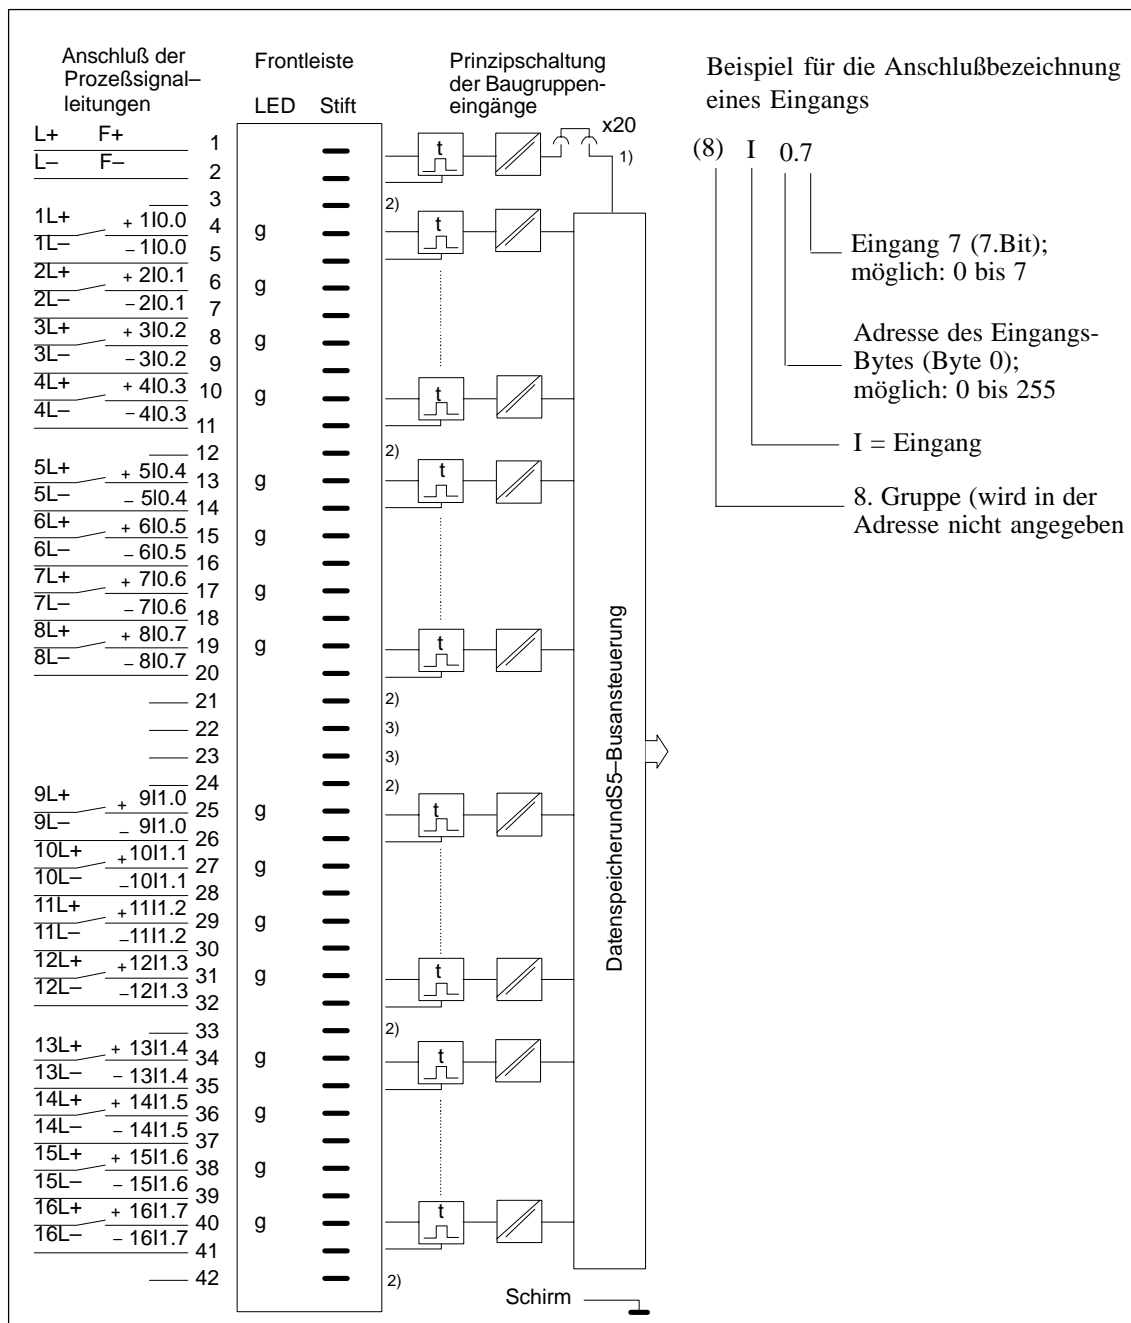 Anschluß der
Prozeßsignal–
leitungen
Frontleiste
LED Stift
Prinzipschaltung
der Baugruppen-
eingänge
x20
1)
L+ F+ 1
L– F– 2
3 2)
1L+ + 1I0.0 4 g
1L– – 1I0.0 5
2L+ + 2I0.1 6 g
2L– – 2I0.1 7
3L+ + 3I0.2 8 g
3L– – 3I0.2 9
4L+ + 4I0.3 10 g
4L– – 4I0.3 11
12 2)
5L+ + 5I0.4 13 g
5L– – 5I0.4 14
6L+ + 6I0.5 15 g
6L– – 6I0.5 16
7L+ + 7I0.6 17 g
7L– – 7I0.6 18
8L+ + 8I0.7 19 g
8L– – 8I0.7 20
21 2)
22 3)
23 3)
24 2)
9L+ + 9I1.0 25 g
9L– – 9I1.0 26
10L+ +10I1.1 27 g
10L– –10I1.1 28
11L+ +11I1.2 29 g
11L– –11I1.2 30
12L+ +12I1.3 31 g
12L– –12I1.3 32
33 2)
13L+ + 13I1.4 34 g
13L– – 13I1.4 35
14L+ + 14I1.5 36 g
14L– – 14I1.5 37
15L+ + 15I1.6 38 g
15L– – 15I1.6 39
16L+ + 16I1.7 40 g
16L– – 16I1.7 41
42 2)
t
t
t
t
t
t
t
t
t
DatenspeicherundS5–Busansteuerung
Schirm
Beispiel für die Anschlußbezeichnung
eines Eingangs
(8) I 0.7
Eingang 7 (7.Bit);
möglich: 0 bis 7
Adresse des Eingangs-
Bytes (Byte 0);
möglich: 0 bis 255
I = Eingang
8. Gruppe (wird in der
Adresse nicht angegeben